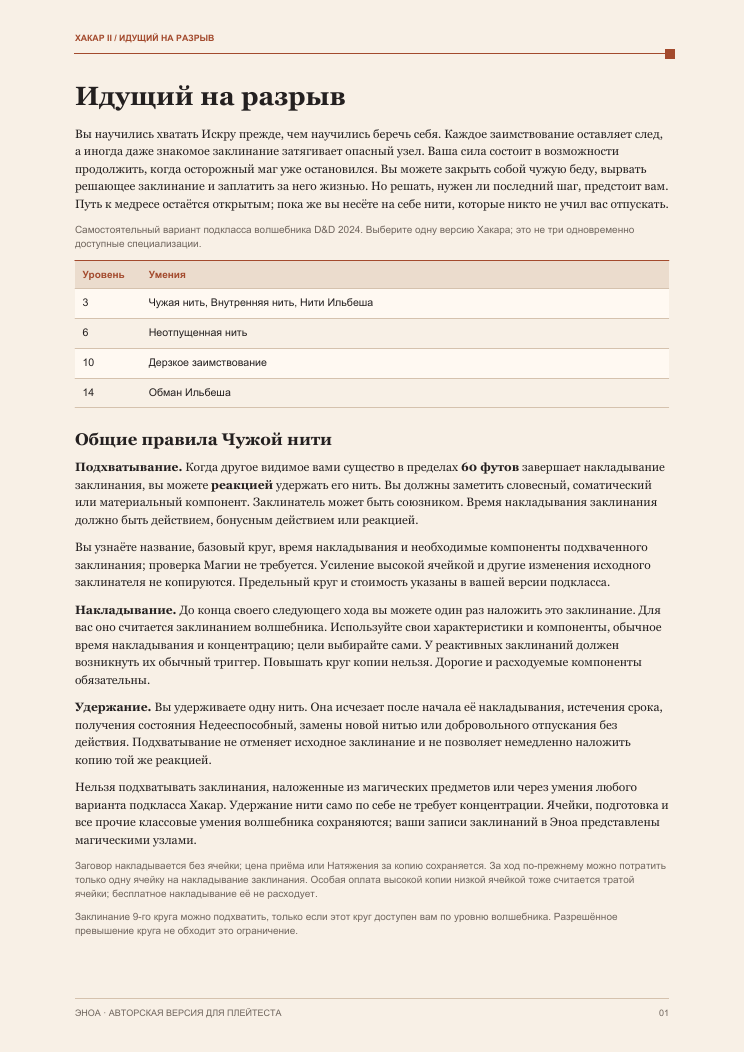 ХАКАР II / ИДУЩИЙ НА РАЗРЫВ
Идущий на разрыв
Вы научились хватать Искру прежде, чем научились беречь себя. Каждое заимствование оставляет след,
а иногда даже знакомое заклинание затягивает опасный узел. Ваша сила состоит в возможности
продолжить, когда осторожный маг уже остановился. Вы можете закрыть собой чужую беду, вырвать
решающее заклинание и заплатить за него жизнью. Но решать, нужен ли последний шаг, предстоит вам.
Путь к медресе остаётся открытым; пока же вы несёте на себе нити, которые никто не учил вас отпускать.
Самостоятельный вариант подкласса волшебника D&D 2024. Выберите одну версию Хакара; это не три одновременно
доступные специализации.
Уровень Умения
3 Чужая нить, Внутренняя нить, Нити Ильбеша
6 Неотпущенная нить
10 Дерзкое заимствование
14 Обман Ильбеша
Общие правила Чужой нити
Подхватывание. Когда другое видимое вами существо в пределах 60 футов завершает накладывание
заклинания, вы можете реакцией удержать его нить. Вы должны заметить словесный, соматический
или материальный компонент. Заклинатель может быть союзником. Время накладывания заклинания
должно быть действием, бонусным действием или реакцией.
Вы узнаёте название, базовый круг, время накладывания и необходимые компоненты подхваченного
заклинания; проверка Магии не требуется. Усиление высокой ячейкой и другие изменения исходного
заклинателя не копируются. Предельный круг и стоимость указаны в вашей версии подкласса.
Накладывание. До конца своего следующего хода вы можете один раз наложить это заклинание. Для
вас оно считается заклинанием волшебника. Используйте свои характеристики и компоненты, обычное
время накладывания и концентрацию; цели выбирайте сами. У реактивных заклинаний должен
возникнуть их обычный триггер. Повышать круг копии нельзя. Дорогие и расходуемые компоненты
обязательны.
Удержание. Вы удерживаете одну нить. Она исчезает после начала её накладывания, истечения срока,
получения состояния Недееспособный, замены новой нитью или добровольного отпускания без
действия. Подхватывание не отменяет исходное заклинание и не позволяет немедленно наложить
копию той же реакцией.
Нельзя подхватывать заклинания, наложенные из магических предметов или через умения любого
варианта подкласса Хакар. Удержание нити само по себе не требует концентрации. Ячейки, подготовка и
все прочие классовые умения волшебника сохраняются; ваши записи заклинаний в Эноа представлены
магическими узлами.
Заговор накладывается без ячейки; цена приёма или Натяжения за копию сохраняется. За ход по-прежнему можно потратить
только одну ячейку на накладывание заклинания. Особая оплата высокой копии низкой ячейкой тоже считается тратой
ячейки; бесплатное накладывание её не расходует.
Заклинание 9-го круга можно подхватить, только если этот круг доступен вам по уровню волшебника. Разрешённое
превышение круга не обходит это ограничение.
ЭНОА · АВТОРСКАЯ ВЕРСИЯ ДЛЯ ПЛЕЙТЕСТА 01